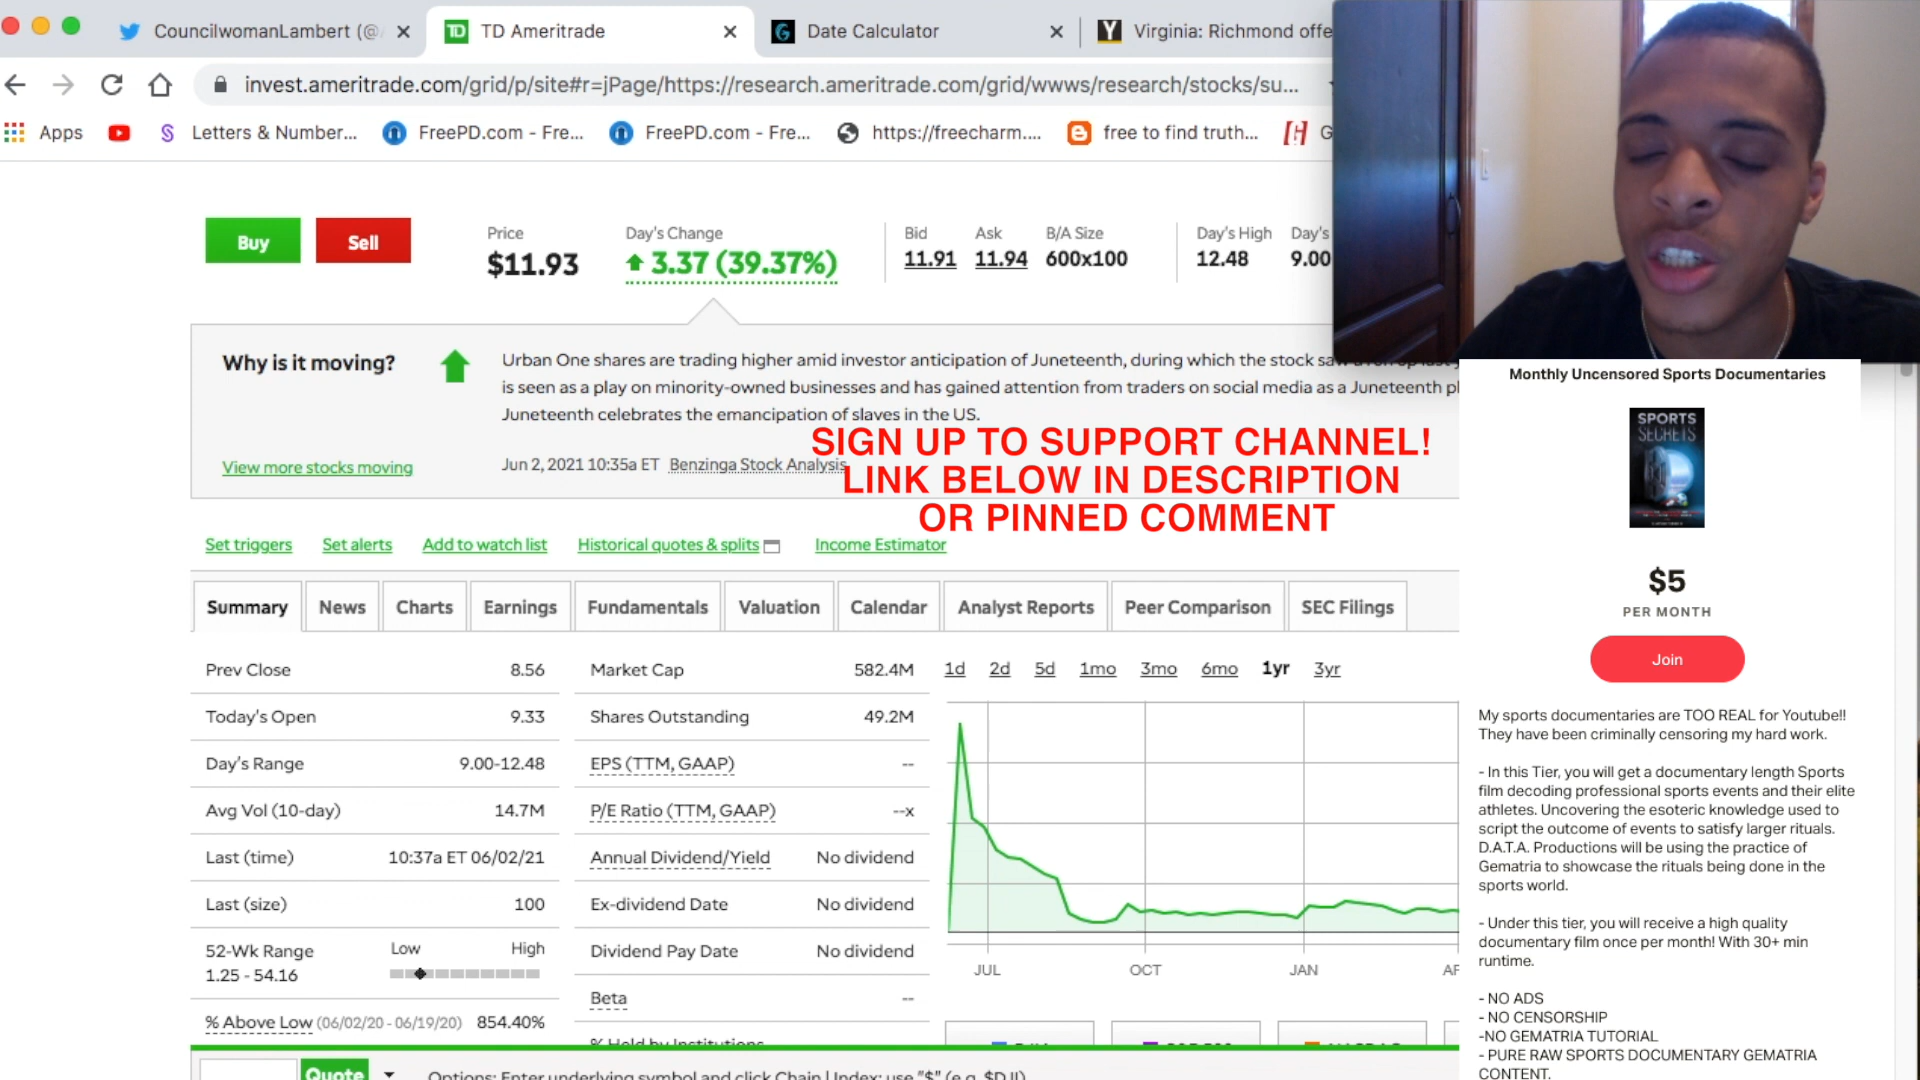 CouncilwomanLambert (@
TD Ameritrade
Date Calculator
Virginia: Richmond offe
invest.ameritrade.com/grid/p/site#r=jPage/https://research.ameritrade.com/grid/wwws/research/stocks/su...
Apps
Letters & Number...
FreePD.com - Fre...
FreePD.com - Fre...
https://freecharm....
free to find truth...
G
Buy
Sell
Price
$11.93
Day's Change
3.37 (39.37%)
Bid
11.91
Ask
11.94
B/A Size
600x100
Day's High
12.48
Day's
9.00
Why is it moving?
Urban One shares are trading higher amid investor anticipation of Juneteenth, during which the stock
is seen as a play on minority-owned businesses and has gained attention from traders on social media as a Juneteenth
Juneteenth celebrates the emancipation of slaves in the US.
View more stocks moving
Jun 2, 2021 10:35a ET Benzinga Stock Analysis
SIGN UP TO SUPPORT CHANNEL!
LINK BELOW IN DESCRIPTION
OR PINNED COMMENT
Set triggers
Set alerts
Add to watch list
Historical quotes & splits
Income Estimator
Summary
News
Charts
Earnings
Fundamentals
Valuation
Calendar
Analyst Reports
Peer Comparison
SEC Filings
Prev Close 8.56
Today's Open 9.33
Day's Range 9.00-12.48
Avg Vol (10-day) 14.7M
Last (time) 10:37a ET 06/02/21
Last (size) 100
52-Wk Range Low High
1.25 - 54.16
% Above Low (06/02/20 - 06/19/20) 854.40%
Market Cap 582.4M
Shares Outstanding 49.2M
EPS (TTM, GAAP) --
P/E Ratio (TTM, GAAP) --x
Annual Dividend/Yield No dividend
Ex-dividend Date No dividend
Dividend Pay Date No dividend
Beta --
% Held by Institutions
1d 2d 5d 1mo 3mo 6mo 1yr 3yr
JUL OCT JAN
Quote
Options: Enter underlying symbol and click Chain | Index: use "$" (e.g. $DJI)
Monthly Uncensored Sports Documentaries
SPORTS
SECRETS
$5
PER MONTH
Join
My sports documentaries are TOO REAL for Youtube!!
They have been criminally censoring my hard work.
- In this Tier, you will get a documentary length Sports
film decoding professional sports events and their elite
athletes. Uncovering the esoteric knowledge used to
script the outcome of events to satisfy larger rituals.
D.A.T.A. Productions will be using the practice of
Gematria to showcase the rituals being done in the
sports world.
- Under this tier, you will receive a high quality
documentary film once per month! With 30+ min
runtime.
- NO ADS
- NO CENSORSHIP
-NO GEMATRIA TUTORIAL
- PURE RAW SPORTS DOCUMENTARY GEMATRIA
CONTENT.